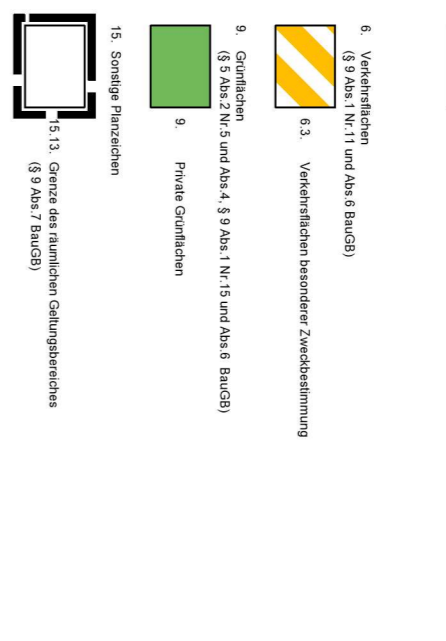 6. Verkehrsflächen
(§ 9 Abs.1 Nr.11 und Abs.6 BauGB)
6.3. Verkehrsflächen besonderer Zweckbestimmung
9. Grünflächen
(§ 5 Abs.2 Nr.5 und Abs.4, § 9 Abs.1 Nr.15 und Abs.6 BauGB)
9. Private Grünflächen
15. Sonstige Planzeichen
15.13. Grenze des räumlichen Geltungsbereiches
(§ 9 Abs.7 BauGB)